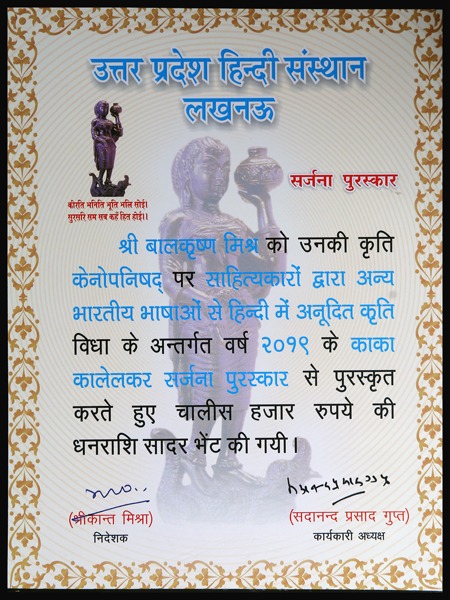 उत्तर प्रदेश हिन्दी संस्थान
लखनऊ
सर्जना पुरस्कार
कीरति भनिति भूति भलि सोई।
सुरसरि सम सब कहँ हित होई।।
श्री बालकृष्ण मिश्र को उनकी कृति
केनोपनिषद् पर साहित्यकारों द्वारा अन्य
भारतीय भाषाओं से हिन्दी में अनूदित कृति
विधा के अन्तर्गत वर्ष २०१९ के काका
कालेलकर सर्जना पुरस्कार से पुरस्कृत
करते हुए चालीस हजार रुपये की
धनराशि सादर भेंट की गयी।
(श्रीकान्त मिश्रा)
निदेशक
(सदानन्द प्रसाद गुप्त)
कार्यकारी अध्यक्ष